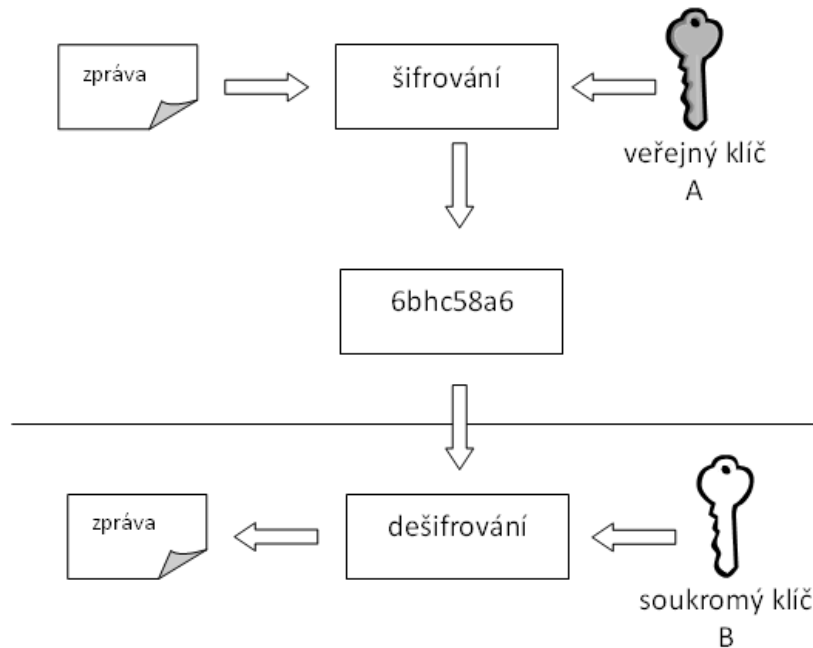 zpráva
šifrování
veřejný klíč
A
6bhc58a6
zpráva
dešifrování
soukromý klíč
B